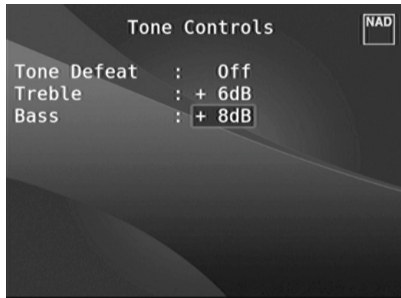 Tone Controls
NAD
Tone Defeat : Off
Treble : + 6dB
Bass : + 8dB